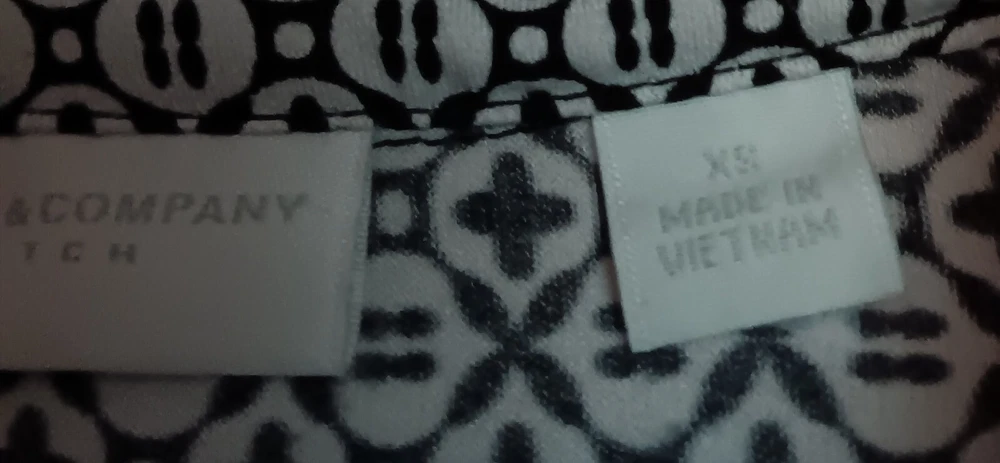 &COMPANY
T C H
XS
MADE IN
VIETNAM